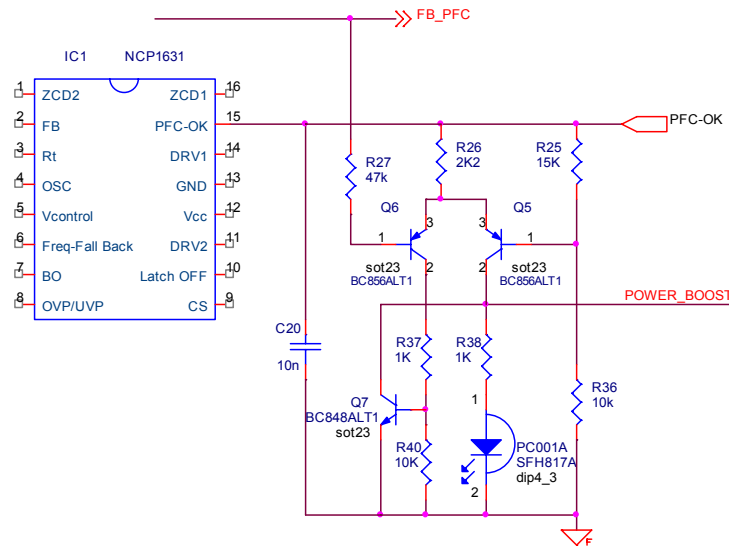 FB_PFC
IC1 NCP1631
1 ZCD2 ZCD1 16
2 FB PFC-OK 15
3 Rt DRV1 14
4 OSC GND 13
5 Vcontrol Vcc 12
6 Freq-Fall Back DRV2 11
7 BO Latch OFF 10
8 OVP/UVP CS 9
PFC-OK
R27
47k
R26
2K2
R25
15K
Q6
Q5
3
3
1
1
2
2
sot23
BC856ALT1
sot23
BC856ALT1
POWER_BOOST
C20
10n
R37
1K
R38
1K
R36
10k
Q7
BC848ALT1
sot23
R40
10K
1
PC001A
SFH817A
dip4_3
2